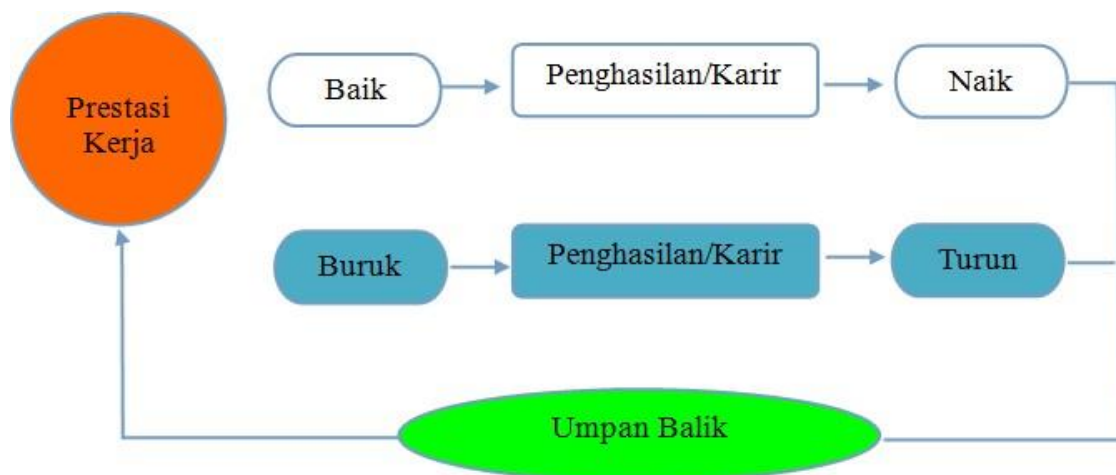 Prestasi
Kerja
Baik
Penghasilan/Karir
Naik
Buruk
Penghasilan/Karir
Turun
Umpan Balik